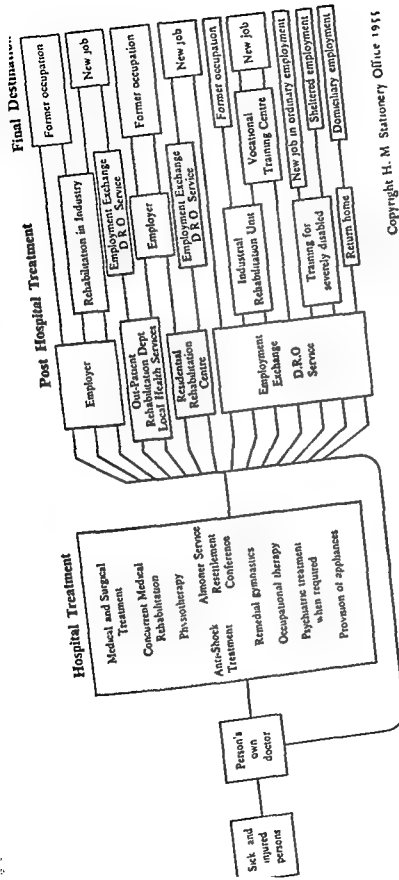 Hospital Treatment
Post Hospital Treatment
Final Destination
Sick and
injured
persons
Person's
own
doctor
Medical and Surgical
Treatment
Concurrent Medical
Rehabilitation
Physiotherapy
Almoner Service
Anti-Shock
Treatment
Resettlement
Conference
Remedial gymnastics
Occupational therapy
Psychiatric treatment
when required
Provision of appliances
Employer
Out-Patient
Rehabilitation Dept
Local Health Services
Residential
Rehabilitation
Centre
Employment
Exchange
D.R.O
Service
Rehabilitation in Industry
Employment Exchange
D R.O Service
Employer
Employment Exchange
D R.O Service
Industrial
Rehabilitation Unit
Vocational
Training Centre
Training for
severely disabled
Return home
Former occupation
New job
Former occupation
New job
Former occupation
New job
New job in ordinary employment
Sheltered employment
Domiciliary employment
Copyright H. M Stationery Office 1955